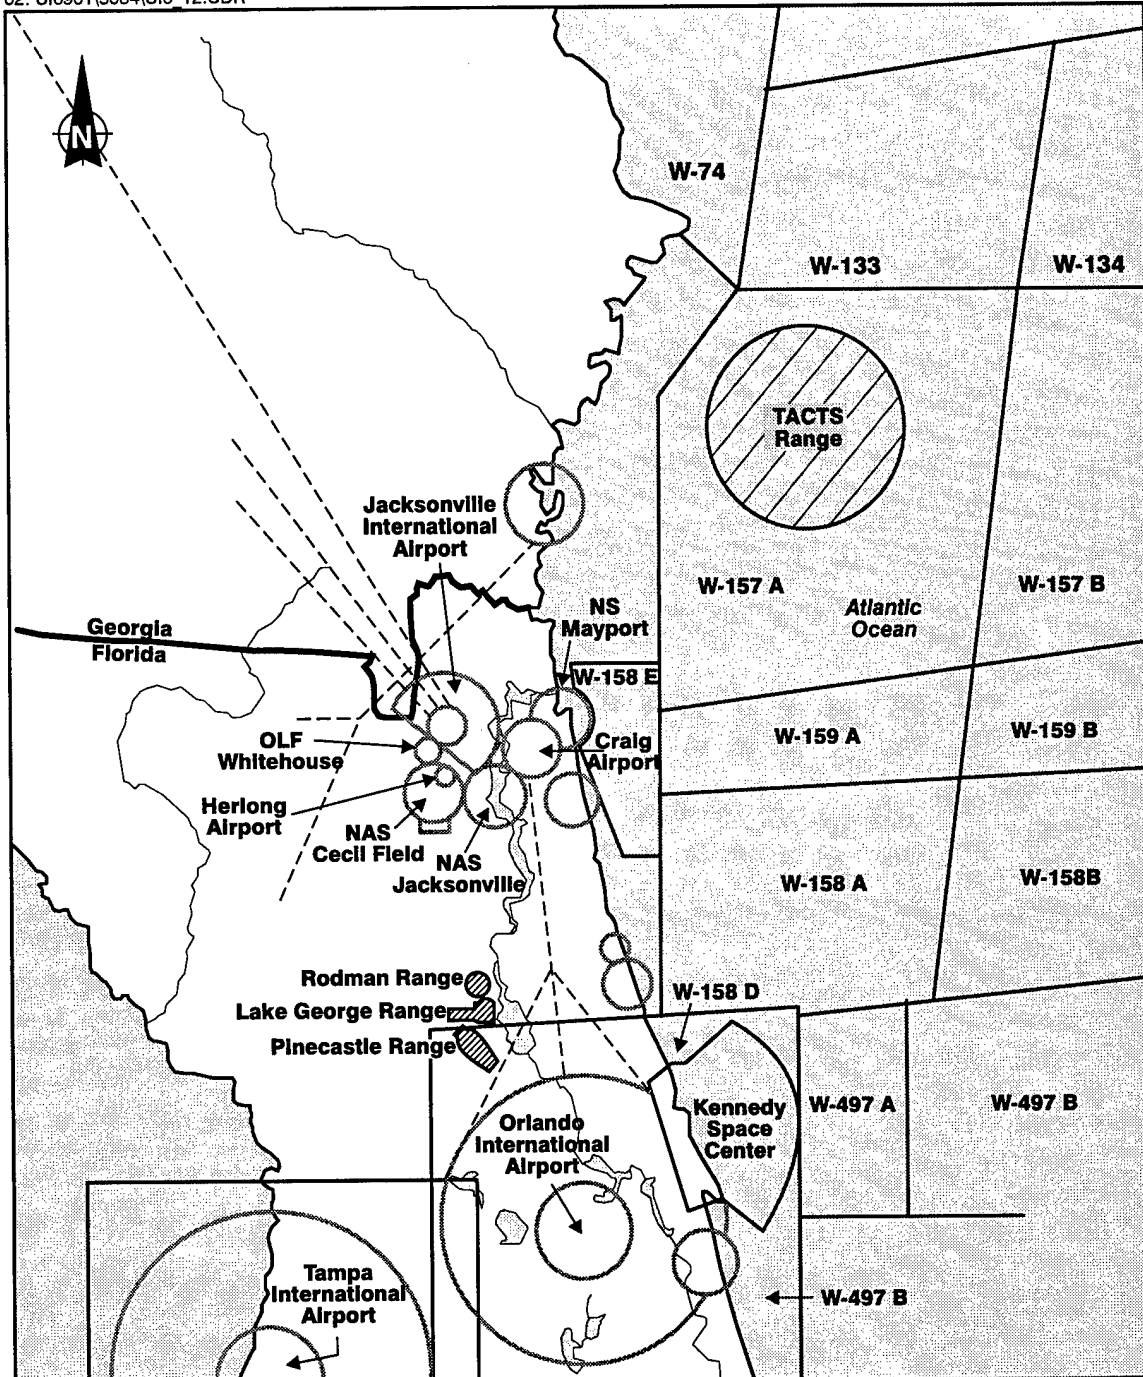 N
W-74
W-133
W-134
TACTS
Range
Jacksonville
International
Airport
W-157 A
W-157 B
Atlantic
Ocean
NS
Mayport
Georgia
Florida
W-158 E
OLF
Whitehouse
Craig
Airport
W-159 A
W-159 B
Herlong
Airport
NAS
Cecil Field
NAS
Jacksonville
W-158 A
W-158B
Rodman Range
Lake George Range
Pinecastle Range
W-158 D
Kennedy
Space
Center
W-497 A
W-497 B
Orlando
International
Airport
Tampa
International
Airport
W-497 B